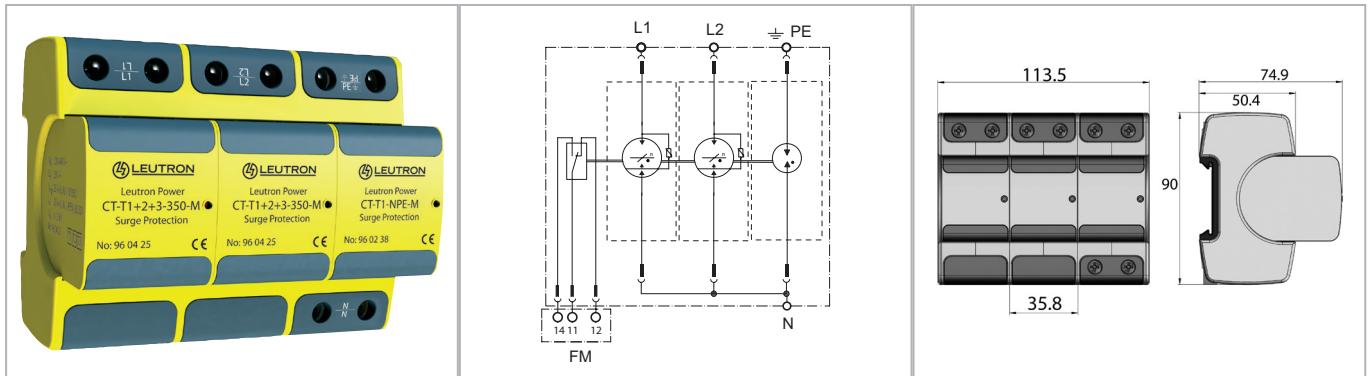 L1
L1
L2
L2
PE
PE
LEUTRON
Leutron Power
CT-T1+2+3-350-M
Surge Protection
No: 96 04 25 CE
LEUTRON
Leutron Power
CT-T1+2+3-350-M
Surge Protection
No: 96 04 25 CE
LEUTRON
Leutron Power
CT-T1-NPE-M
Surge Protection
No: 96 02 38 CE
N
N
L1 L2 PE
14 11 12
FM
N
113.5
35.8
74.9
50.4
90